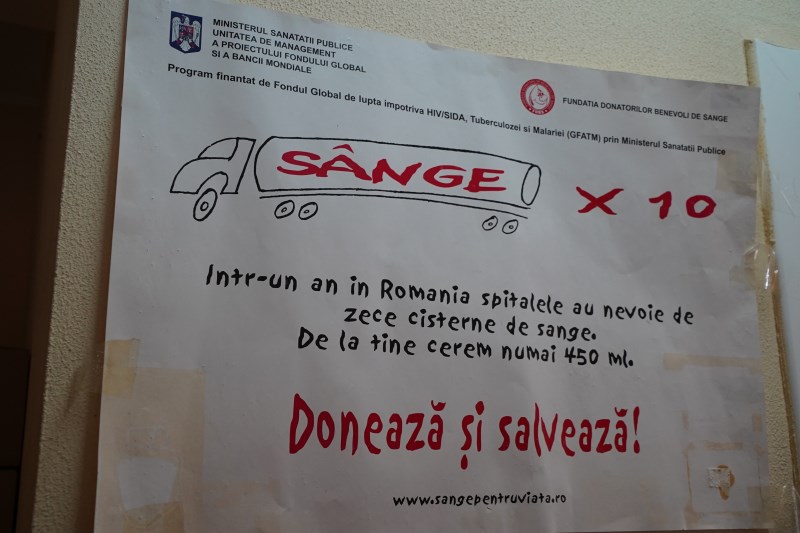 MINISTERUL SANATATII PUBLICE
UNITATEA DE MANAGEMENT
A PROIECTULUI FONDULUI GLOBAL
SI A BANCII MONDIALE
FUNDATIA DONATORILOR BENEVOLI DE SANGE
Program finantat de Fondul Global de lupta impotriva HIV/SIDA, Tuberculozei si Malariei (GFATM) prin Ministerul Sanatatii Publice
SÂNGE X 10
Intr-un an in Romania spitalele au nevoie de
zece cisterne de sange.
De la tine cerem numai 450 ml.
Donează și salvează!
www.sangepentruviata.ro